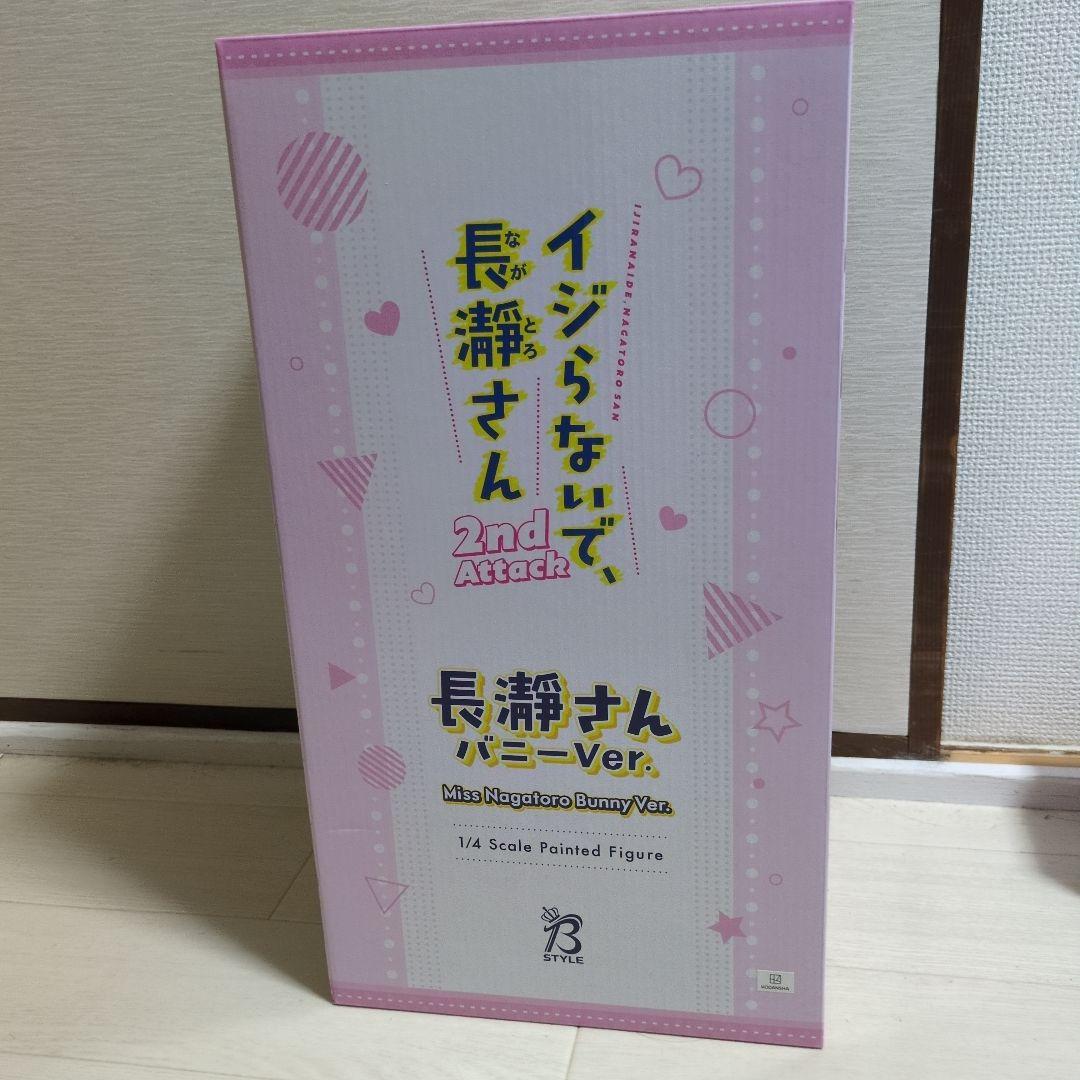 イジらないで、
長瀞さん
ながとろ
IJIRANAIDE, NAGATORO SAN
2nd
Attack
長瀞さん
バニーVer.
Miss Nagatoro Bunny Ver.
1/4 Scale Painted Figure
B
STYLE
KODANSHA